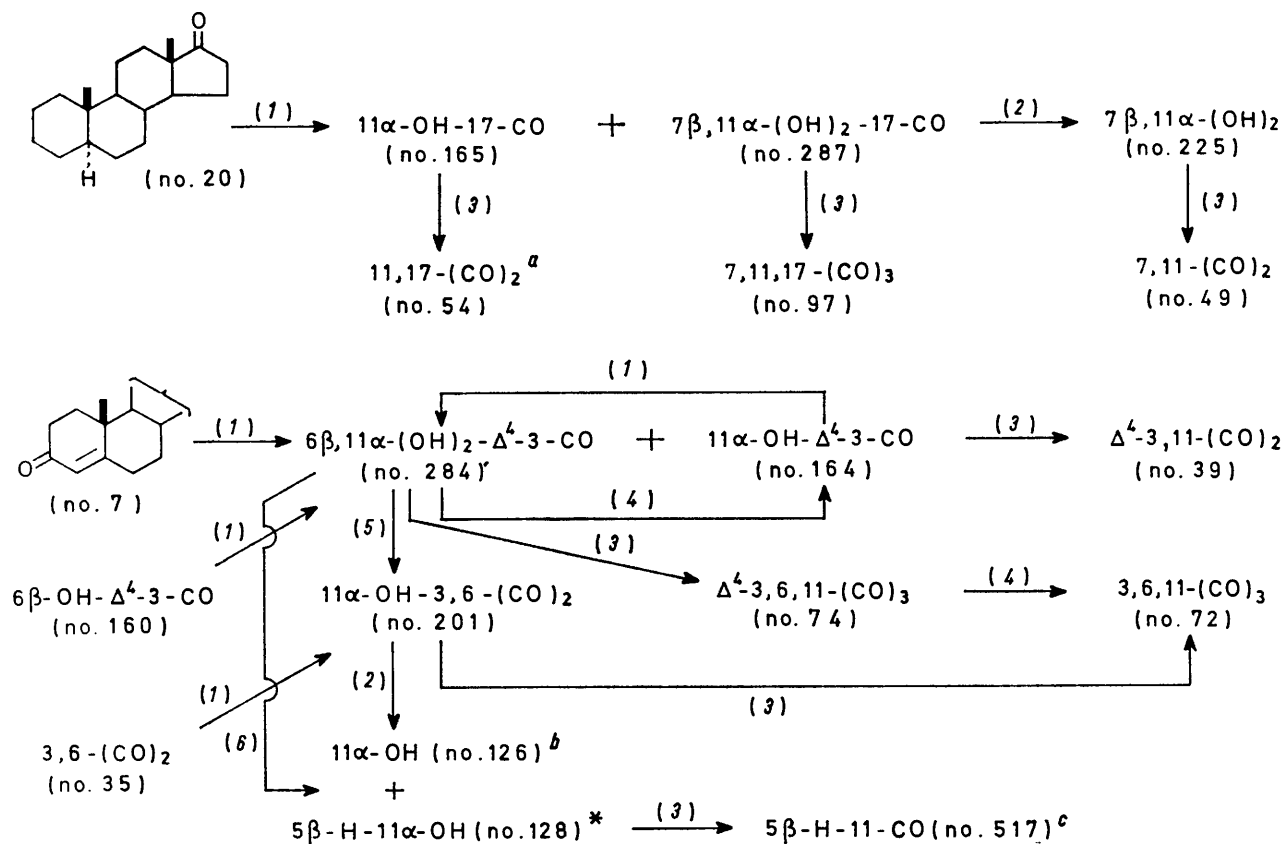 O
(1)
11α-OH-17-CO + 7β,11α-(OH)2-17-CO
(2)
7β,11α-(OH)2
H
(no.20)
(no.165)
(no.287)
(no.225)
(3)
(3)
(3)
11,17-(CO)2 a
7,11,17-(CO)3
7,11-(CO)2
(no.54)
(no.97)
(no.49)
(1)
O
(1)
6β,11α-(OH)2-Δ4-3-CO + 11α-OH-Δ4-3-CO
(3)
Δ4-3,11-(CO)2
(no.7)
(no.284)
(no.164)
(no.39)
(1)
(5)
(4)
(3)
6β-OH-Δ4-3-CO
11α-OH-3,6-(CO)2
Δ4-3,6,11-(CO)3
(4)
3,6,11-(CO)3
(no.160)
(no.201)
(no.74)
(no.72)
(1)
(2)
(3)
3,6-(CO)2
(6)
11α-OH (no.126) b
(no.35)
+
5β-H-11α-OH (no.128)*
(3)
5β-H-11-CO(no.517) c